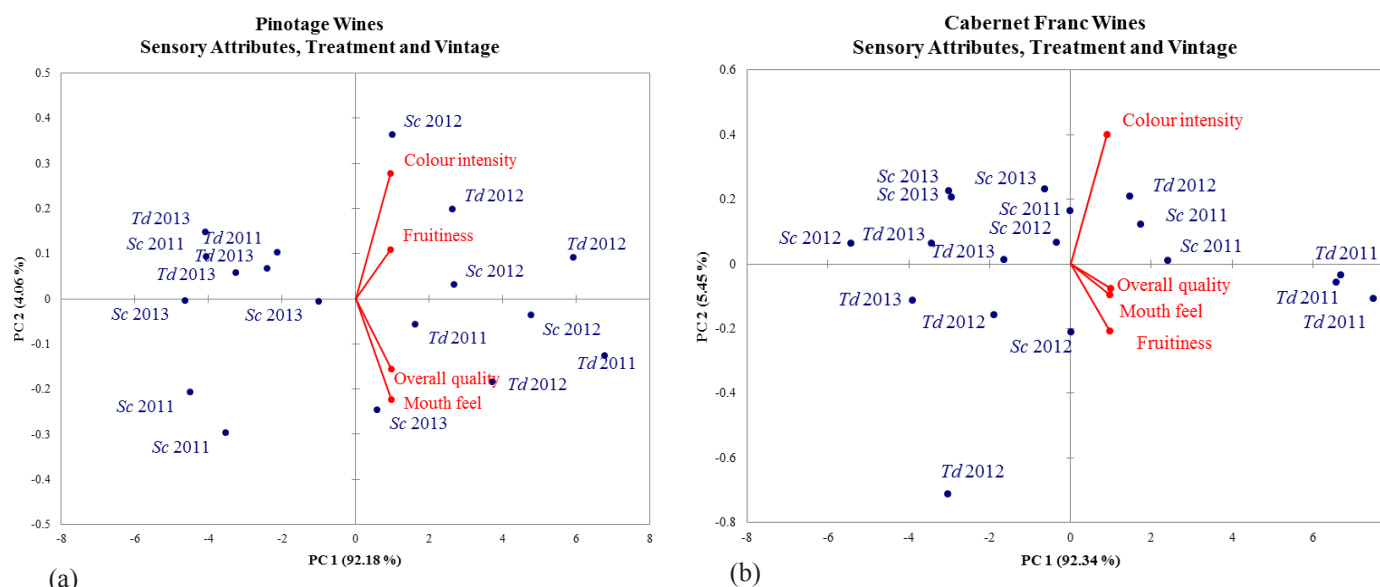 Pinotage Wines
Sensory Attributes, Treatment and Vintage
0.5
0.4
0.3
0.2
0.1
0
-0.1
-0.2
-0.3
-0.4
-0.5
PC 2 (4.06 %)
Sc 2012
Colour intensity
Td 2012
Td 2013
Sc 2011
Td 2011
Fruitiness
Td 2012
Td 2013
Td 2013
Sc 2012
Sc 2013
Sc 2013
Sc 2012
Td 2011
Td 2011
Overall quality
Td 2012
Mouth feel
Sc 2011
Sc 2013
Sc 2011
-8
-6
-4
-2
0
2
4
6
8
PC 1 (92.18 %)
(a)
Cabernet Franc Wines
Sensory Attributes, Treatment and Vintage
0.6
0.4
0.2
0
-0.2
-0.4
-0.6
-0.8
PC 2 (5.45 %)
Colour intensity
Sc 2013
Sc 2013
Sc 2013
Td 2012
Sc 2011
Sc 2011
Sc 2012
Td 2013
Sc 2012
Td 2013
Sc 2011
Td 2011
Overall quality
Td 2013
Mouth feel
Td 2011
Td 2012
Td 2011
Sc 2012
Fruitiness
Td 2012
-8
-6
-4
-2
0
2
4
6
PC 1 (92.34 %)
(b)